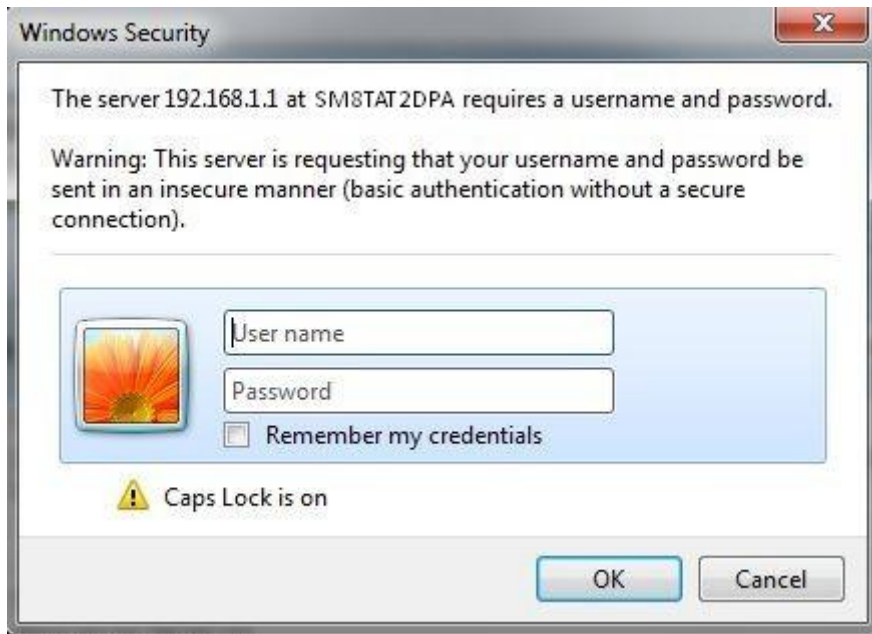 Windows Security
The server 192.168.1.1 at SM8TAT2DPA requires a username and password.
Warning: This server is requesting that your username and password be
sent in an insecure manner (basic authentication without a secure
connection).
User name
Password
Remember my credentials
Caps Lock is on
OK
Cancel